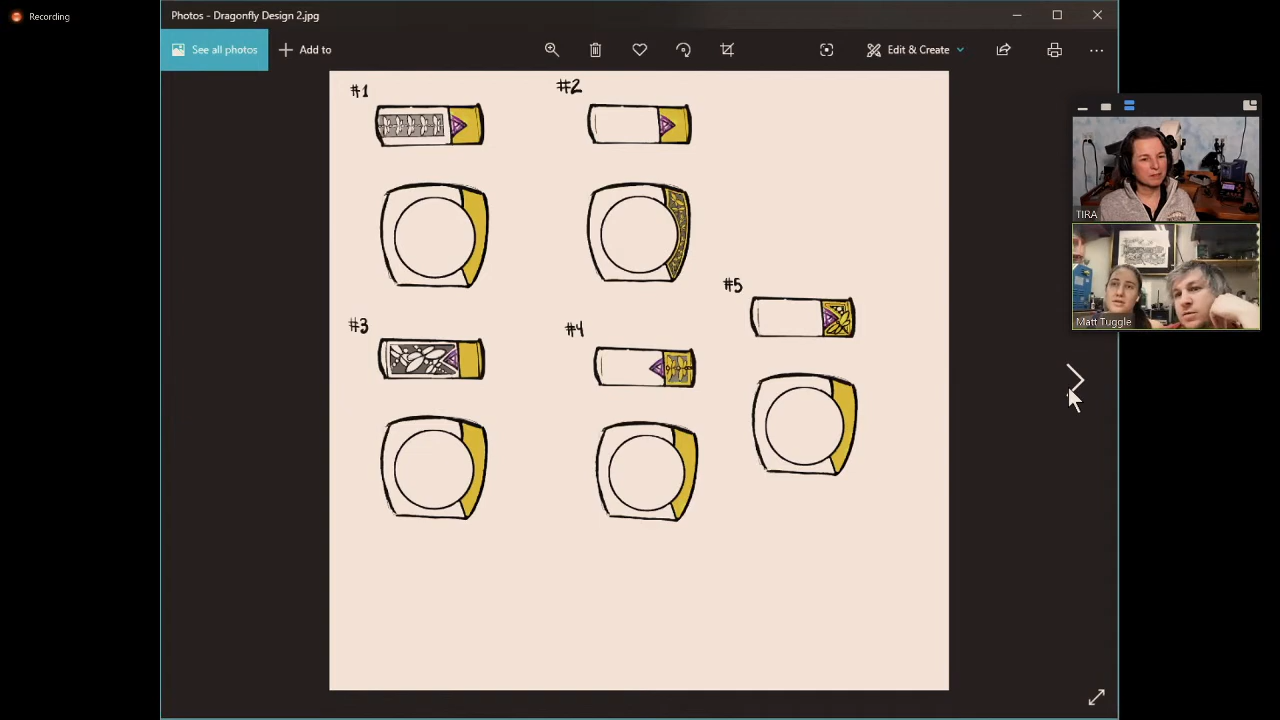 Recording
Photos - Dragonfly Design 2.jpg
See all photos
Add to
Edit & Create
#1
#2
#5
#3
#4
TIRA
Matt Tuggle